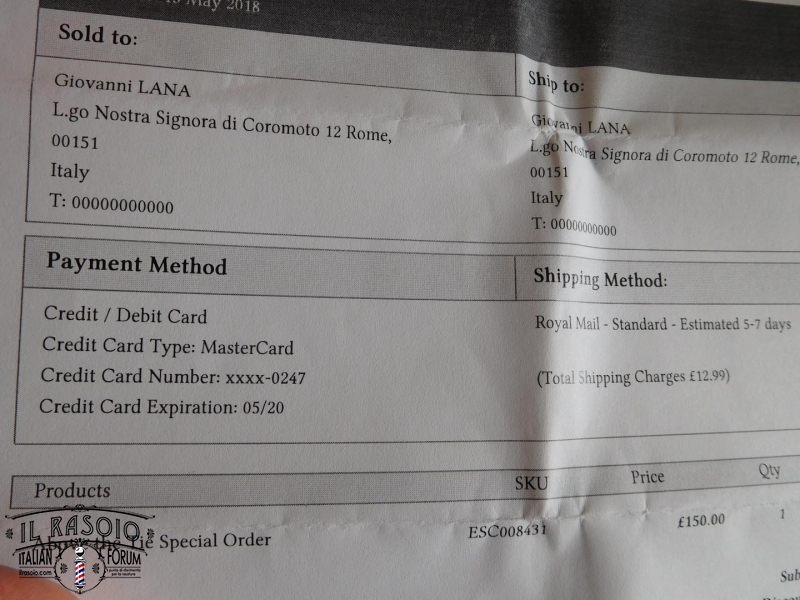 May 2018
Sold to:
Giovanni LANA
L.go Nostra Signora di Coromoto 12 Rome,
00151
Italy
T: 00000000000
Ship to:
Giovanni LANA
L.go Nostra Signora di Coromoto 12 Rome,
00151
Italy
T: 00000000000
Payment Method
Credit / Debit Card
Credit Card Type: MasterCard
Credit Card Number: xxxx-0247
Credit Card Expiration: 05/20
Shipping Method:
Royal Mail - Standard - Estimated 5-7 days
(Total Shipping Charges £12.99)
Products SKU Price Qty
the Tie Special Order ESC008431 £150.00 1
Sub
IL RASOIO
ITALIAN FORUM
ilrasoio.com